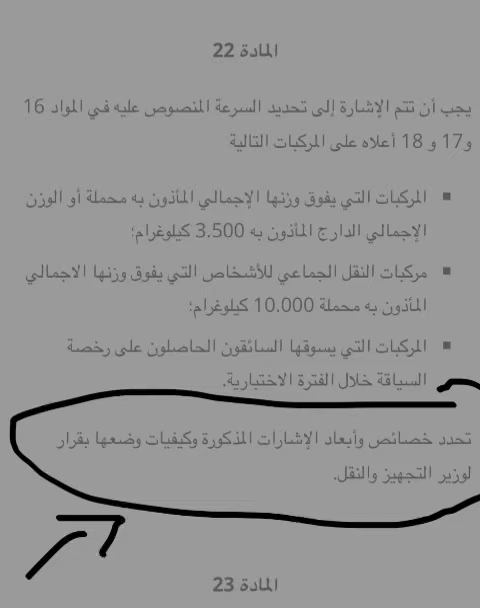 المادة 22
يجب أن تتم الإشارة إلى تحديد السرعة المنصوص عليه في المواد 16
و17 و 18 أعلاه على المركبات التالية
▪ المركبات التي يفوق وزنها الإجمالي المأذون به محملة أو الوزن
الإجمالي الدارج المأذون به 3.500 كيلوغرام؛
▪ مركبات النقل الجماعي للأشخاص التي يفوق وزنها الاجمالي
المأذون به محملة 10.000 كيلوغرام؛
▪ المركبات التي يسوقها السائقون الحاصلون على رخصة
السياقة خلال الفترة الاختبارية.
تحدد خصائص وأبعاد الإشارات المذكورة وكيفيات وضعها بقرار
لوزير التجهيز والنقل.
المادة 23